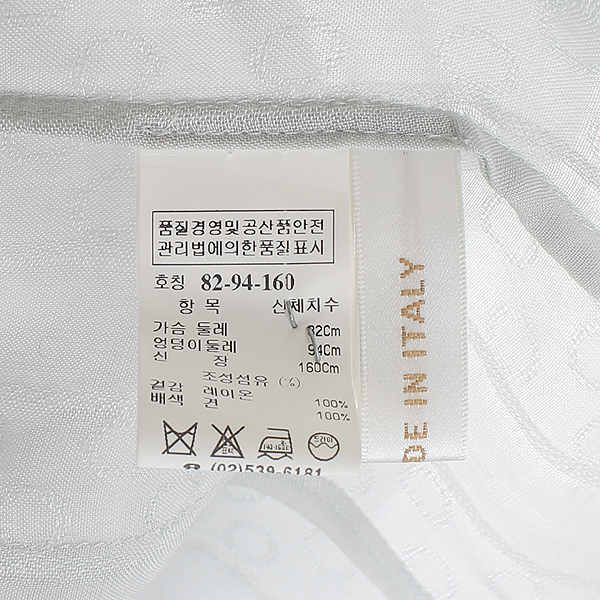 품질경영및공산품안전
관리법에의한품질표시
호칭 82-94-160
항 목 신체치수
가슴 둘레 82Cm
엉덩이둘레 94Cm
신 장 160Cm
조성섬유 (%)
겉감 레이온 100%
배색 견 100%
드라이
☎ (02)539-6181
DE IN ITALY